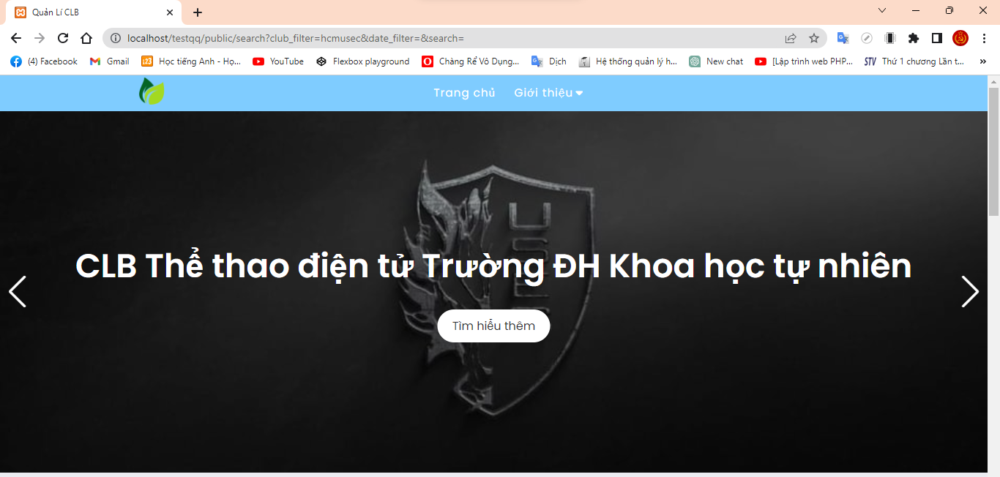 Quản Lí CLB
localhost/testqq/public/search?club_filter=hcmusec&date_filter=&search=
(4) Facebook Gmail Học tiếng Anh - Họ... YouTube Flexbox playground Chàng Rể Vô Dụng... Dịch Hệ thống quản lý h... New chat [Lập trình web PHP... STV Thứ 1 chương Lần t... »
Trang chủ Giới thiệu
CLB Thể thao điện tử Trường ĐH Khoa học tự nhiên
Tìm hiểu thêm